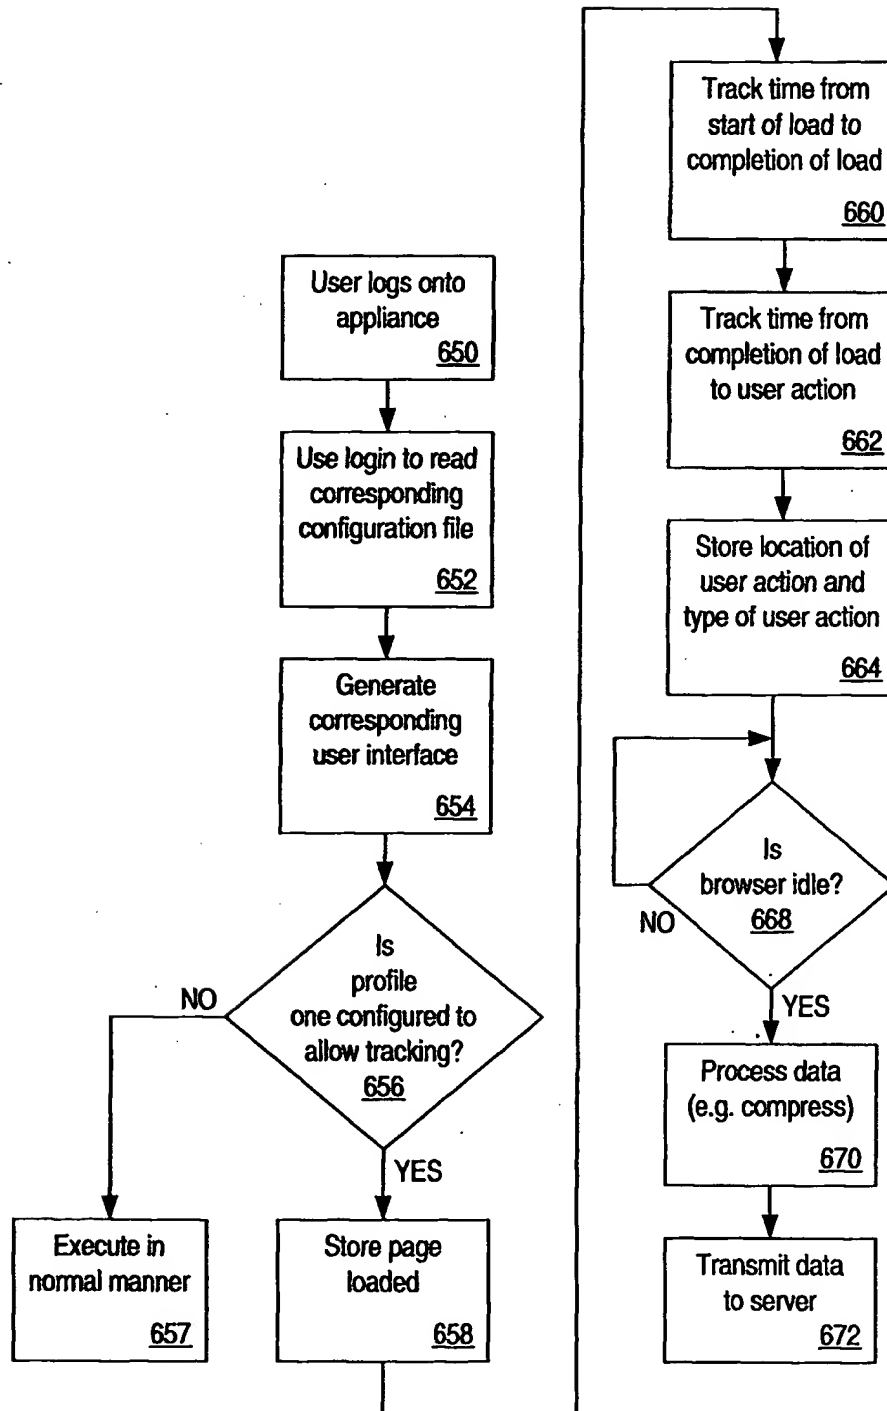 User logs onto
appliance
650
Use login to read
corresponding
configuration file
652
Generate
corresponding
user interface
654
Is
profile
one configured to
allow tracking?
656
NO
YES
Execute in
normal manner
657
Store page
loaded
658
Track time from
start of load to
completion of load
660
Track time from
completion of load
to user action
662
Store location of
user action and
type of user action
664
Is
browser idle?
668
NO
YES
Process data
(e.g. compress)
670
Transmit data
to server
672